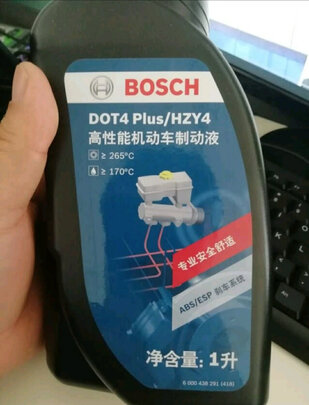 BOSCH
DOT4 Plus/HZY4
高性能机动车制动液
≥ 265°C
≥ 170°C
专业安全舒适
ABS/ESP 刹车系统
净含量: 1升
6 000 438 291 (418)